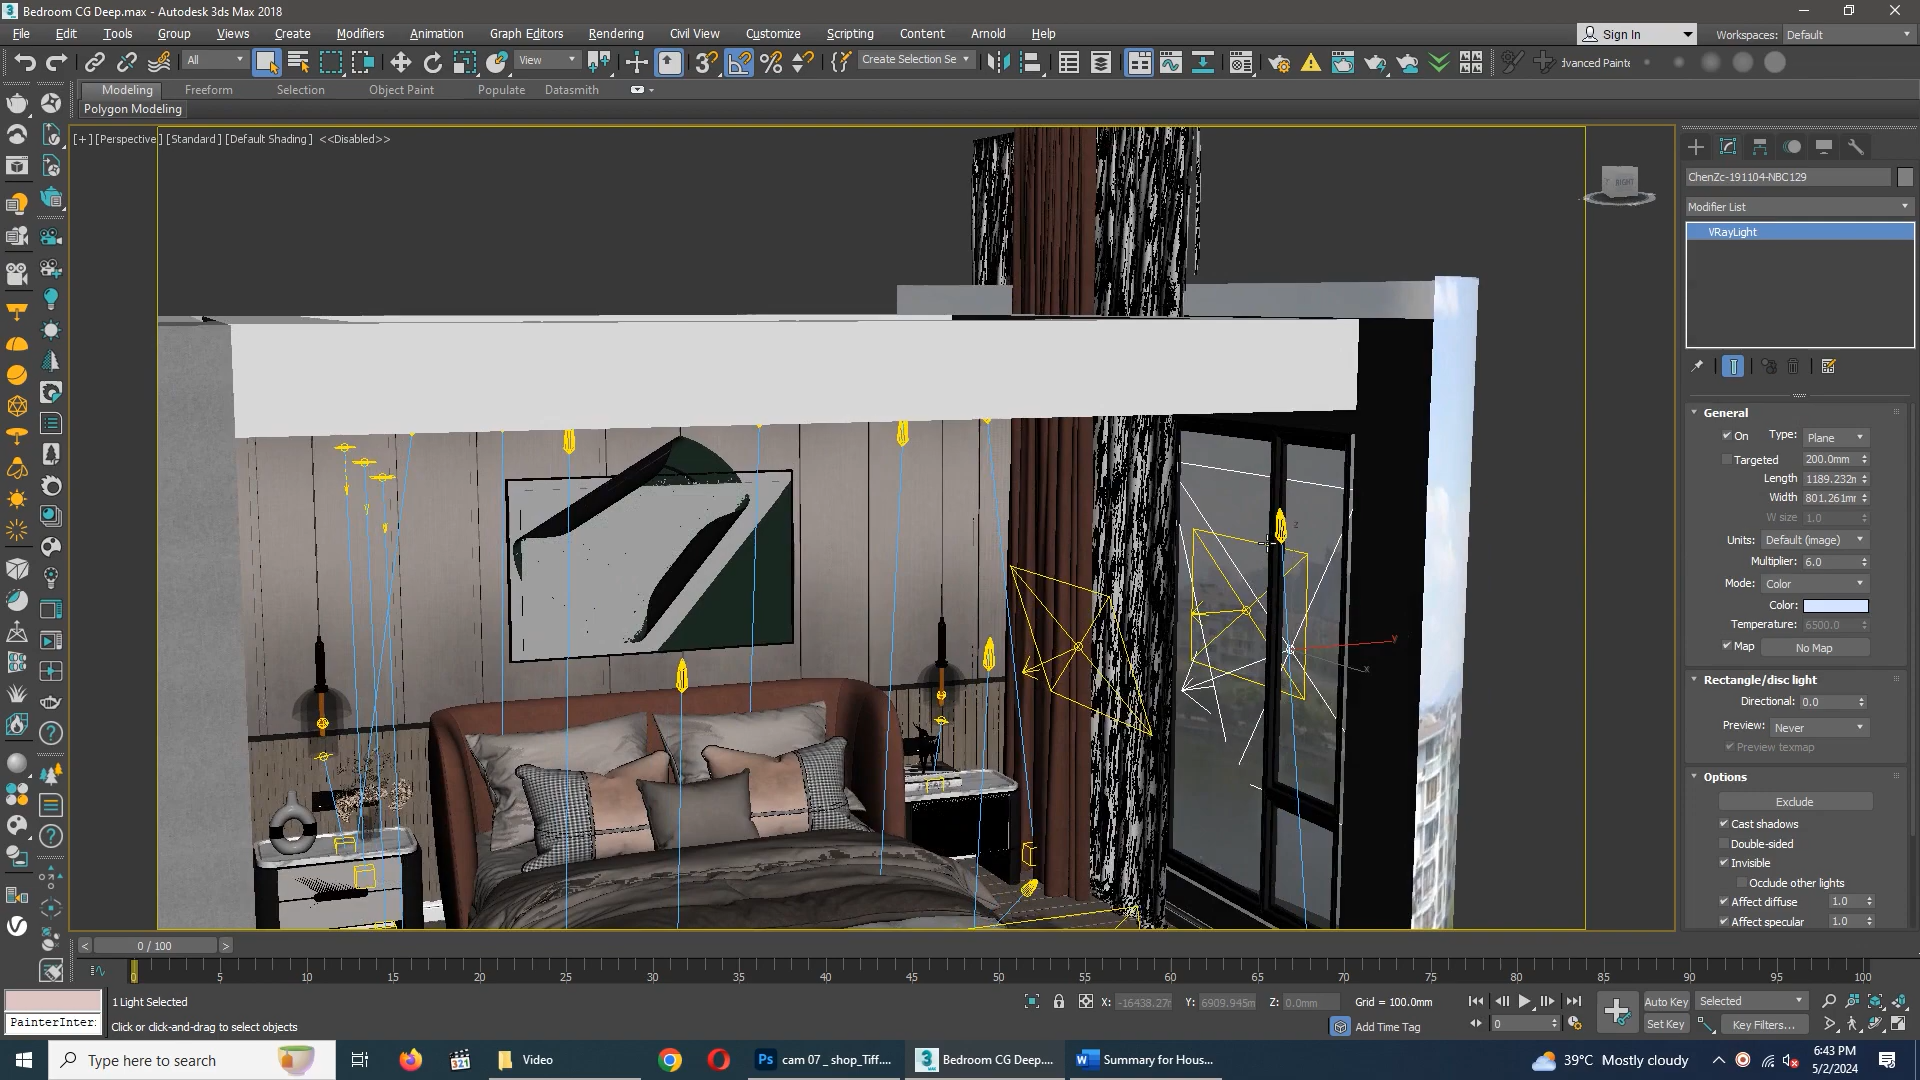 Bedroom CG Deep.max - Autodesk 3ds Max 2018
File Edit Tools Group Views Create Modifiers Animation Graph Editors Rendering Civil View Customize Scripting Content Arnold Help
Sign In Workspaces: Default
All View Create Selection Se dvanced Painte
Modeling Freeform Selection Object Paint Populate Datasmith
Polygon Modeling
[+] [Perspective] [Standard] [Default Shading] <<Disabled>>
RIGHT
ChenZc-191104-NBC129
Modifier List
VRayLight
General
On Type: Plane
Targeted 200.0mm
Length 1189.232m
Width 801.261mm
W size 1.0
Units: Default (image)
Multiplier: 6.0
Mode: Color
Color:
Temperature: 6500.0
Map No Map
Rectangle/disc light
Directional: 0.0
Preview: Never
Preview texmap
Options
Exclude
Cast shadows
Double-sided
Invisible
Occlude other lights
Affect diffuse 1.0
Affect specular 1.0
z
y
x
< 0 / 100 >
0 5 10 15 20 25 30 35 40 45 50 55 60 65 70 75 80 85 90 95 100
1 Light Selected X: -16438.27m Y: 6909.945m Z: 0.0mm Grid = 100.0mm Auto Key Selected
PainterInter: Click or click-and-drag to select objects Add Time Tag 0 Set Key Key Filters...
Type here to search 321 Video Ps cam 07 _ shop_Tiff.... 3 Bedroom CG Deep.... Summary for Hous... 39°C Mostly cloudy 6:43 PM
5/2/2024